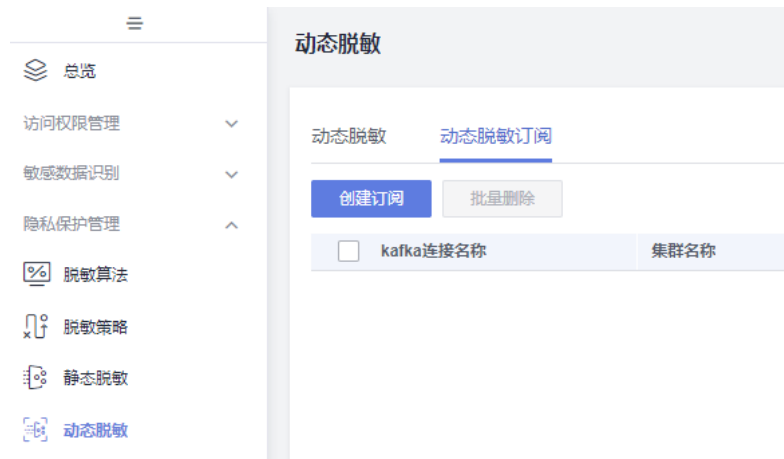 动态脱敏
总览
访问权限管理
敏感数据识别
隐私保护管理
脱敏算法
脱敏策略
静态脱敏
动态脱敏
动态脱敏 动态脱敏订阅
创建订阅 批量删除
kafka连接名称 集群名称